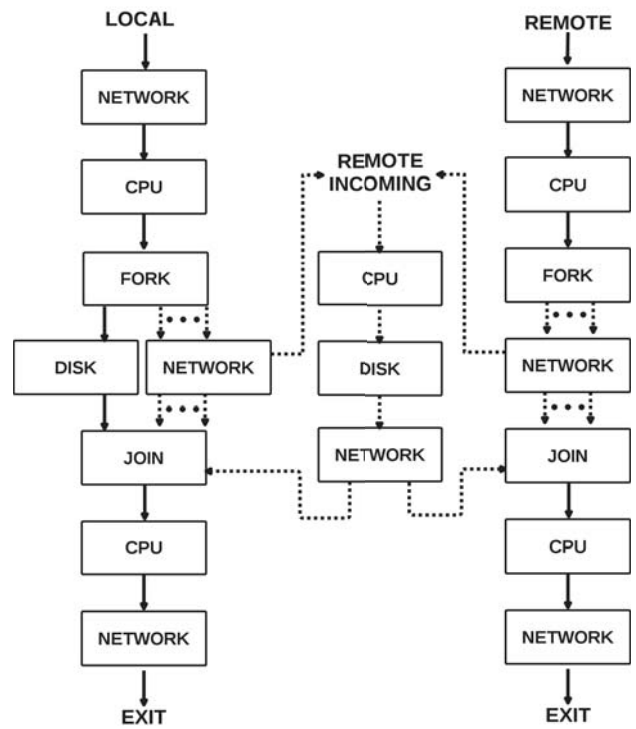 LOCAL
NETWORK
CPU
FORK
DISK
NETWORK
JOIN
CPU
NETWORK
EXIT
REMOTE
INCOMING
CPU
DISK
NETWORK
REMOTE
NETWORK
CPU
FORK
NETWORK
JOIN
CPU
NETWORK
EXIT